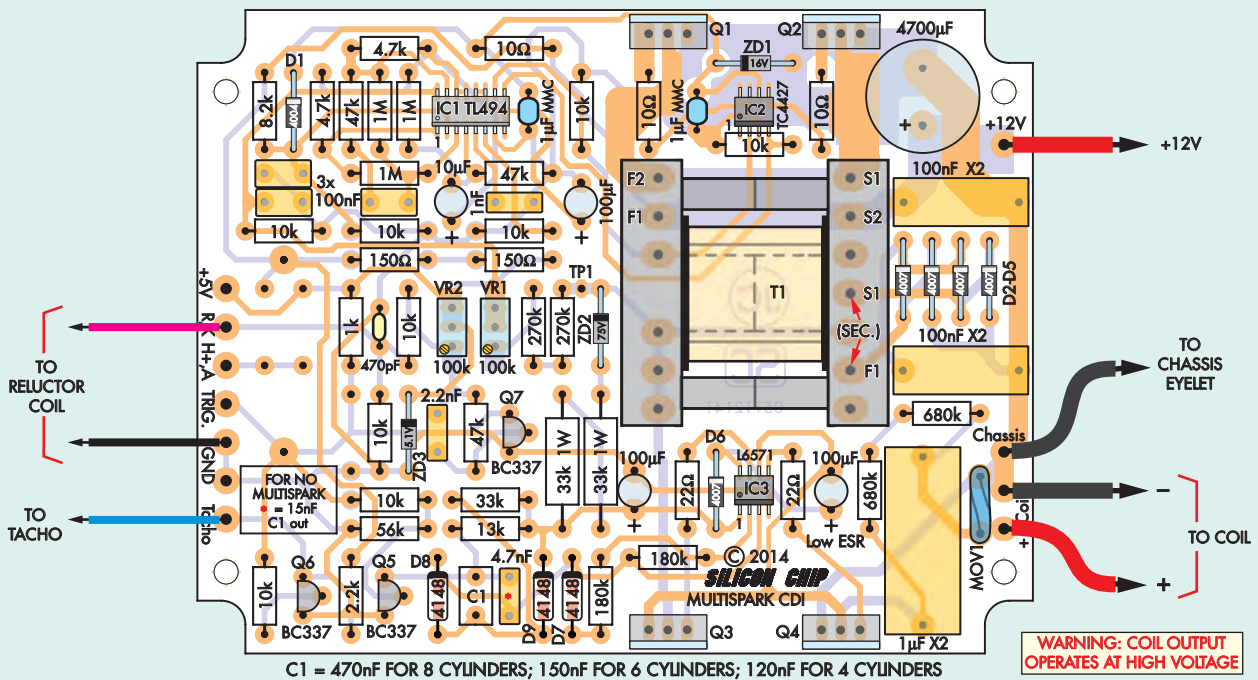 Q1
Q2
4700µF
D1
4.7k
10Ω
ZD1
16V
8.2k
4004
4.7k
47k
1M
1M
IC1 TL494
1
1µF MMC
10k
10Ω
1µF MMC
IC2
TC4427
1
10Ω
10k
+
+12V
+12V
3x
100nF
1M
10µF
47k
1nF
100µF
F2
S1
100nF X2
F1
S2
10k
10k
+
10k
+
150Ω
150Ω
TP1
T1
S1
(SEC.)
F1
4007
4007
4007
4007
D2-D5
+5V
RK
H+A
TRIG.
GND
Tacho
TO
RELUCTOR
COIL
1k
470pF
10k
VR2
100k
VR1
100k
270k
270k
ZD2
75V
100nF X2
TO
CHASSIS
EYELET
10k
5.1V
ZD3
2.2nF
47k
Q7
BC337
33k 1W
33k 1W
680k
Chassis
D6
L6571
100µF
+
22Ω
4007
IC3
1
22Ω
100µF
+
Low ESR
680k
FOR NO
MULTISPARK
* = 15nF
C1 out
10k
33k
56k
13k
TO
TACHO
MOV1
+ Coil –
–
TO COIL
+
180k
© 2014
SILICON CHIP
MULTISPARK CDI
10k
Q6
BC337
2.2k
Q5
BC337
D8
4148
C1
4.7nF
*
D9
4148
D7
4148
180k
Q3
Q4
1µF X2
WARNING: COIL OUTPUT
OPERATES AT HIGH VOLTAGE
C1 = 470nF FOR 8 CYLINDERS; 150nF FOR 6 CYLINDERS; 120nF FOR 4 CYLINDERS